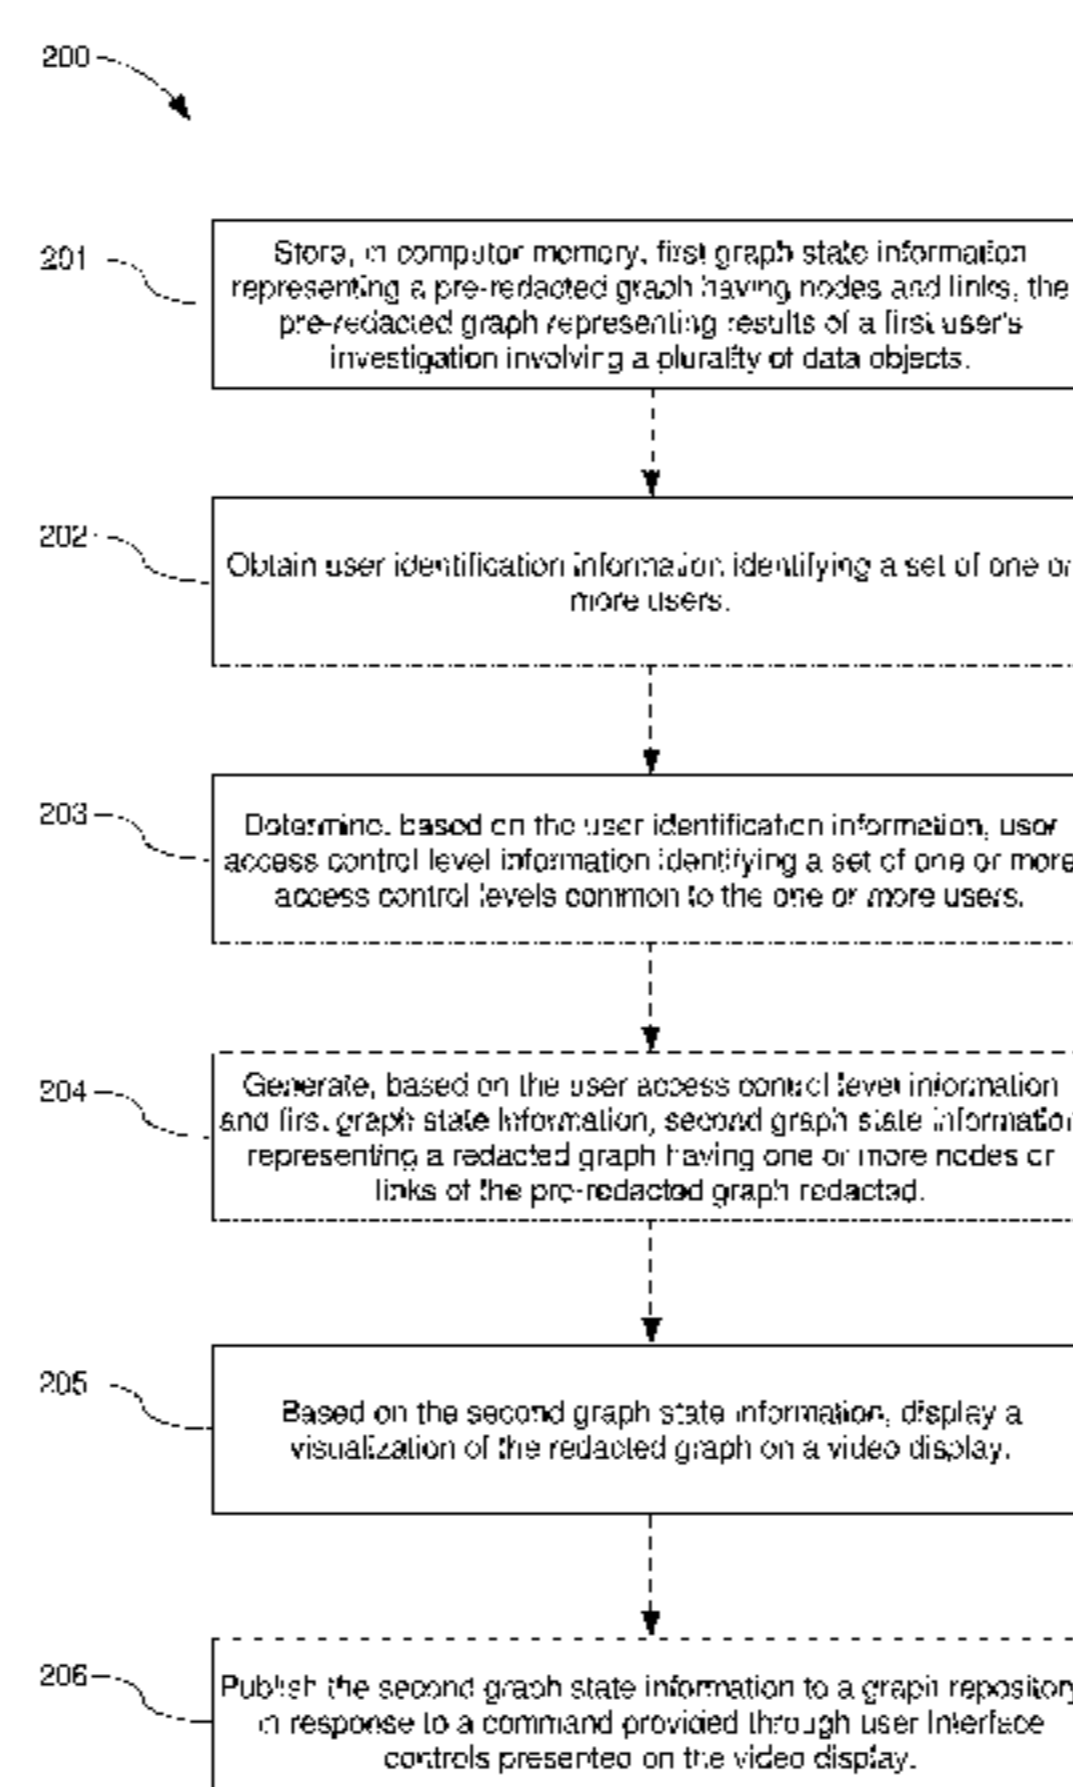 200
201
Store, in computer memory, first graph state information
representing a pre-redacted graph having nodes and links, the
pre-redacted graph representing results of a first user's
investigation involving a plurality of data objects.
202
Obtain user identification information identifying a set of one or
more users.
203
Determine, based on the user identification information, user
access control level information identifying a set of one or more
access control levels common to the one or more users.
204
Generate, based on the user access control level information
and first graph state information, second graph state information
representing a redacted graph having one or more nodes or
links of the pre-redacted graph redacted.
205
Based on the second graph state information, display a
visualization of the redacted graph on a video display.
206
Publish the second graph state information to a graph repository
in response to a command provided through user interface
controls presented on the video display.